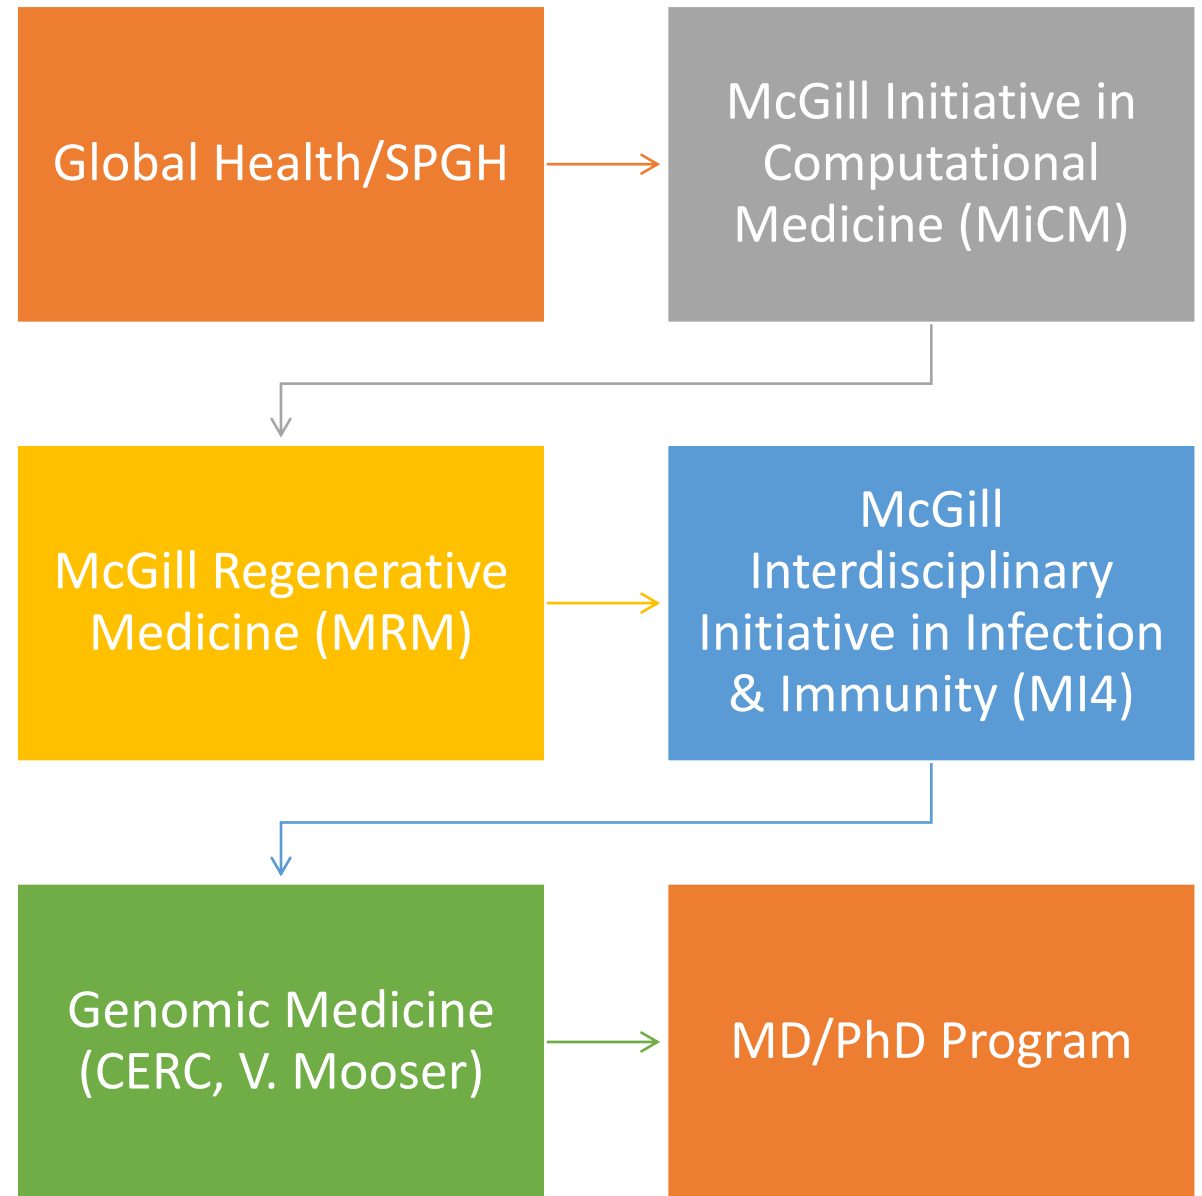 Global Health/SPGH
McGill Initiative in
Computational
Medicine (MiCM)
McGill Regenerative
Medicine (MRM)
McGill
Interdisciplinary
Initiative in Infection
& Immunity (MI4)
Genomic Medicine
(CERC, V. Mooser)
MD/PhD Program